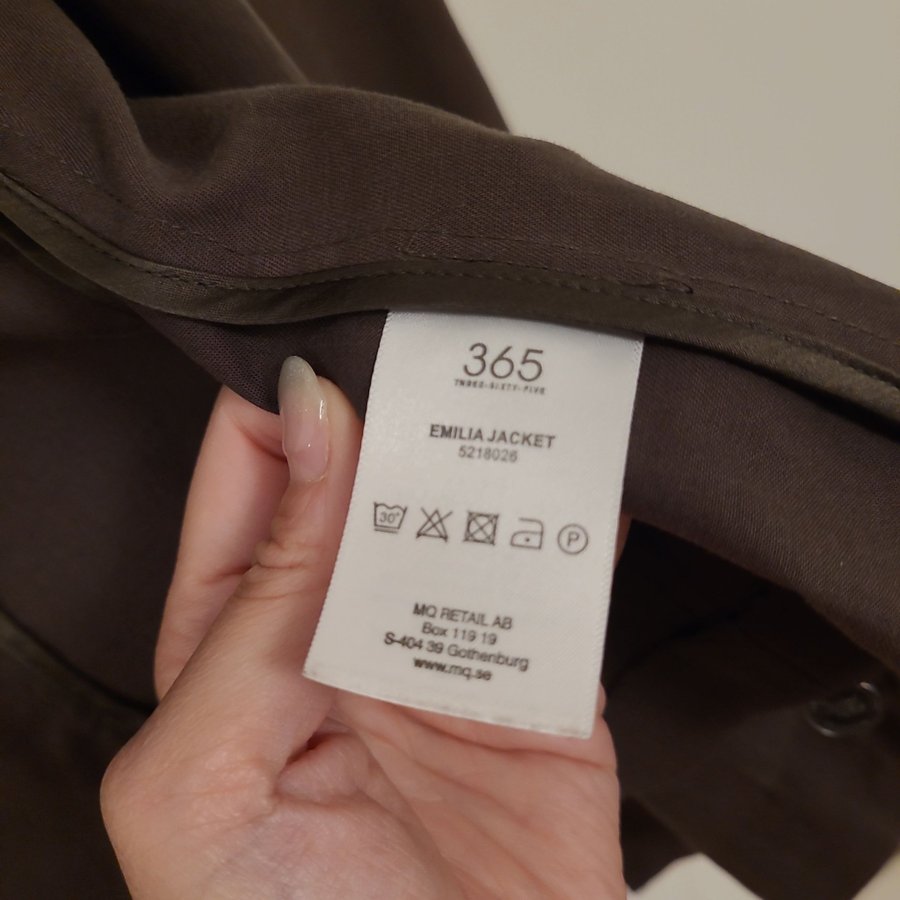 365
THREE-SIXTY-FIVE
EMILIA JACKET
5218026
30° P
MQ RETAIL AB
Box 119 19
S-404 39 Gothenburg
www.mq.se